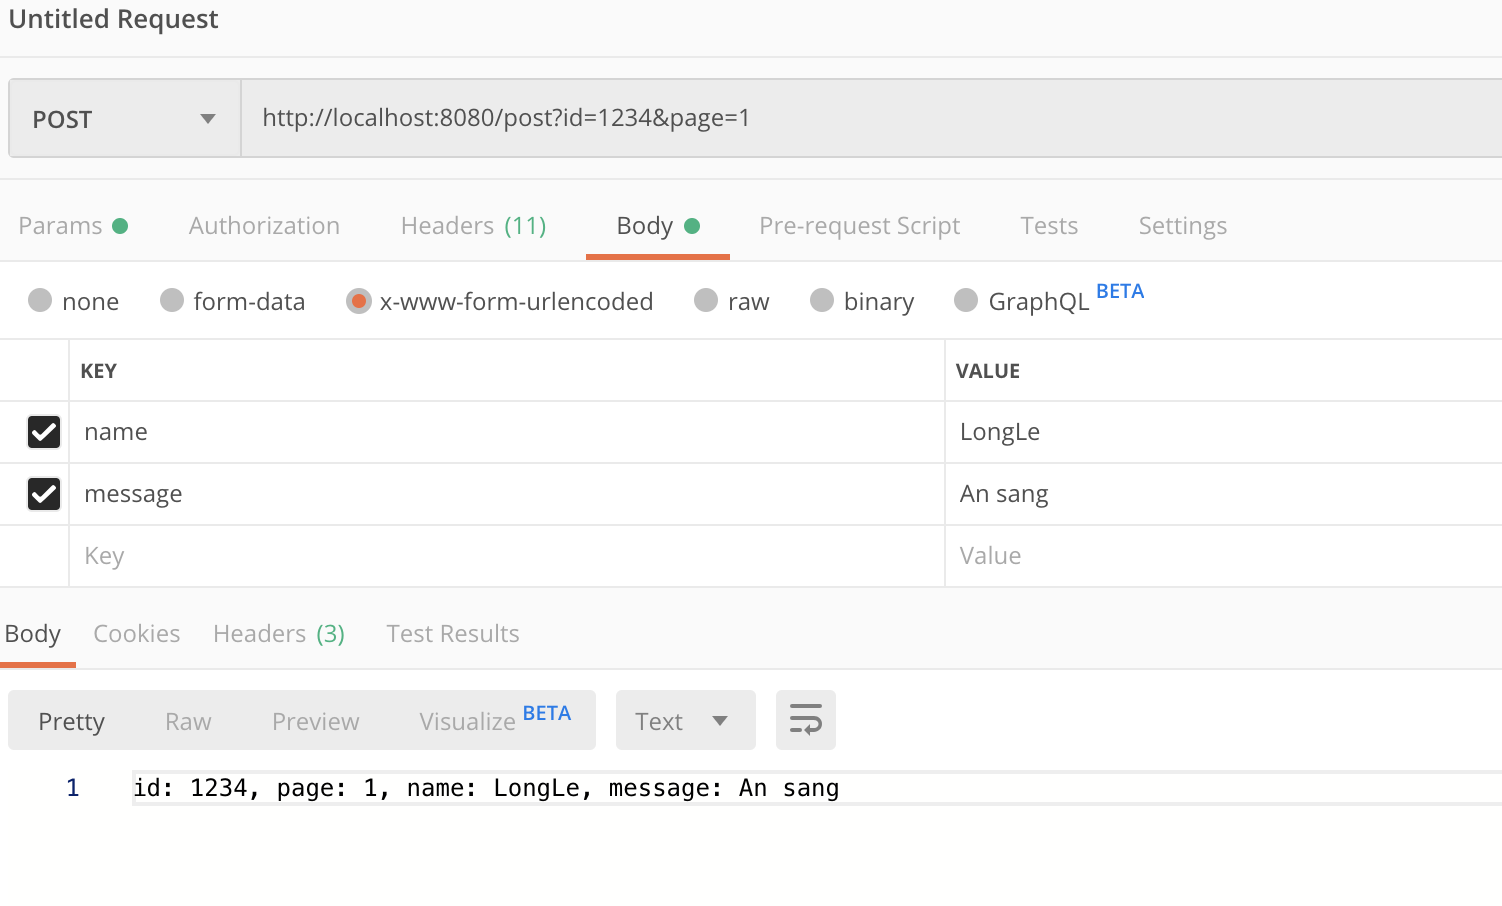 Untitled Request
POST http://localhost:8080/post?id=1234&page=1
Params Authorization Headers (11) Body Pre-request Script Tests Settings
none form-data x-www-form-urlencoded raw binary GraphQL BETA
KEY VALUE
name LongLe
message An sang
Key Value
Body Cookies Headers (3) Test Results
Pretty Raw Preview Visualize BETA Text
1 id: 1234, page: 1, name: LongLe, message: An sang